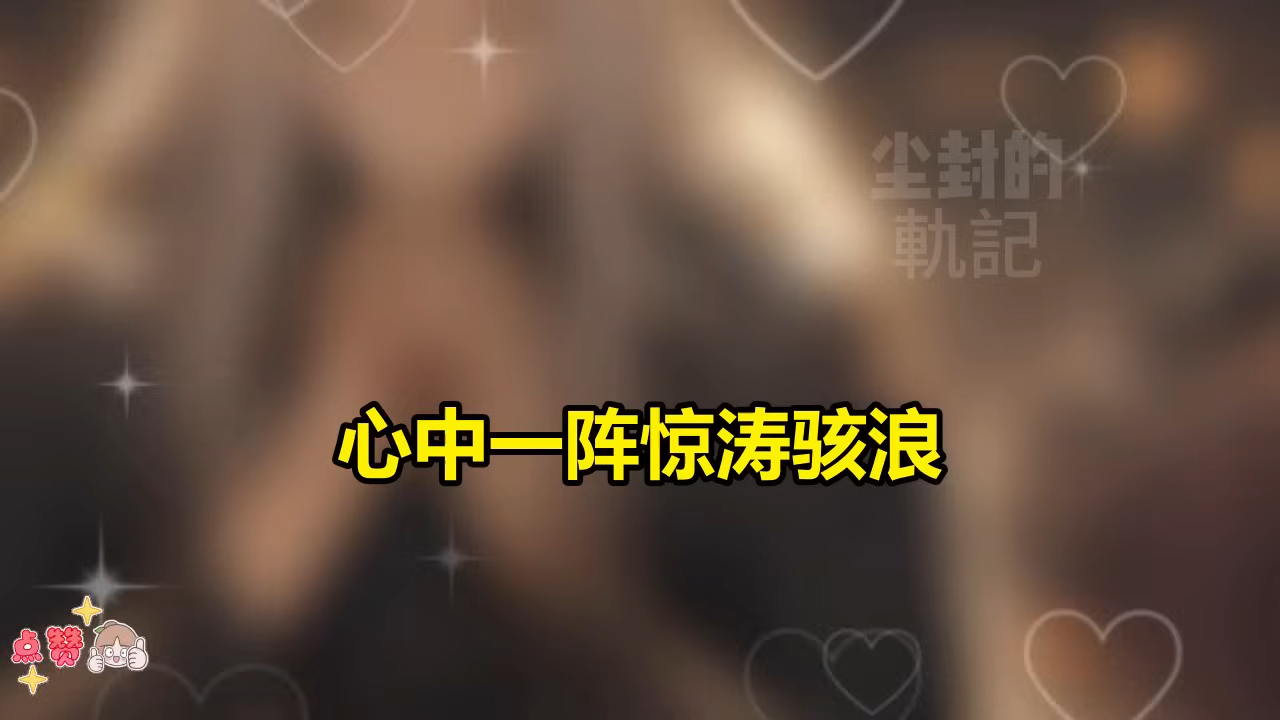 尘封的
軌記
心中一阵惊涛骇浪
点赞